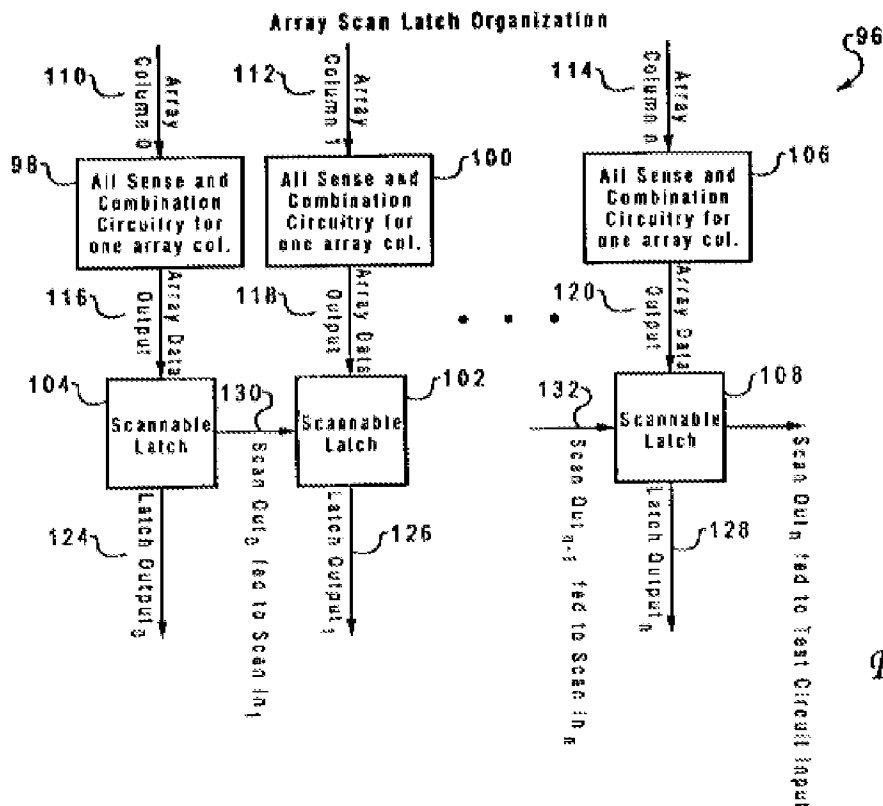 Array Scan Latch Organization
96
110
Array
Column 0
112
Array
Column 1
114
Array
Column n
98
All Sense and
Combination
Circuitry for
one array col.
100
All Sense and
Combination
Circuitry for
one array col.
106
All Sense and
Combination
Circuitry for
one array col.
116
Array Data
Output
118
Array Data
Output
120
Array Data
Output
104
Scannable
Latch
130
102
Scannable
Latch
132
108
Scannable
Latch
124
Latch Output0
Scan Out0 fed to Scan In1
126
Latch Output1
Scan Outn-1 fed to Scan Inn
128
Latch Outputn
Scan Outn fed to Test Circuit Input